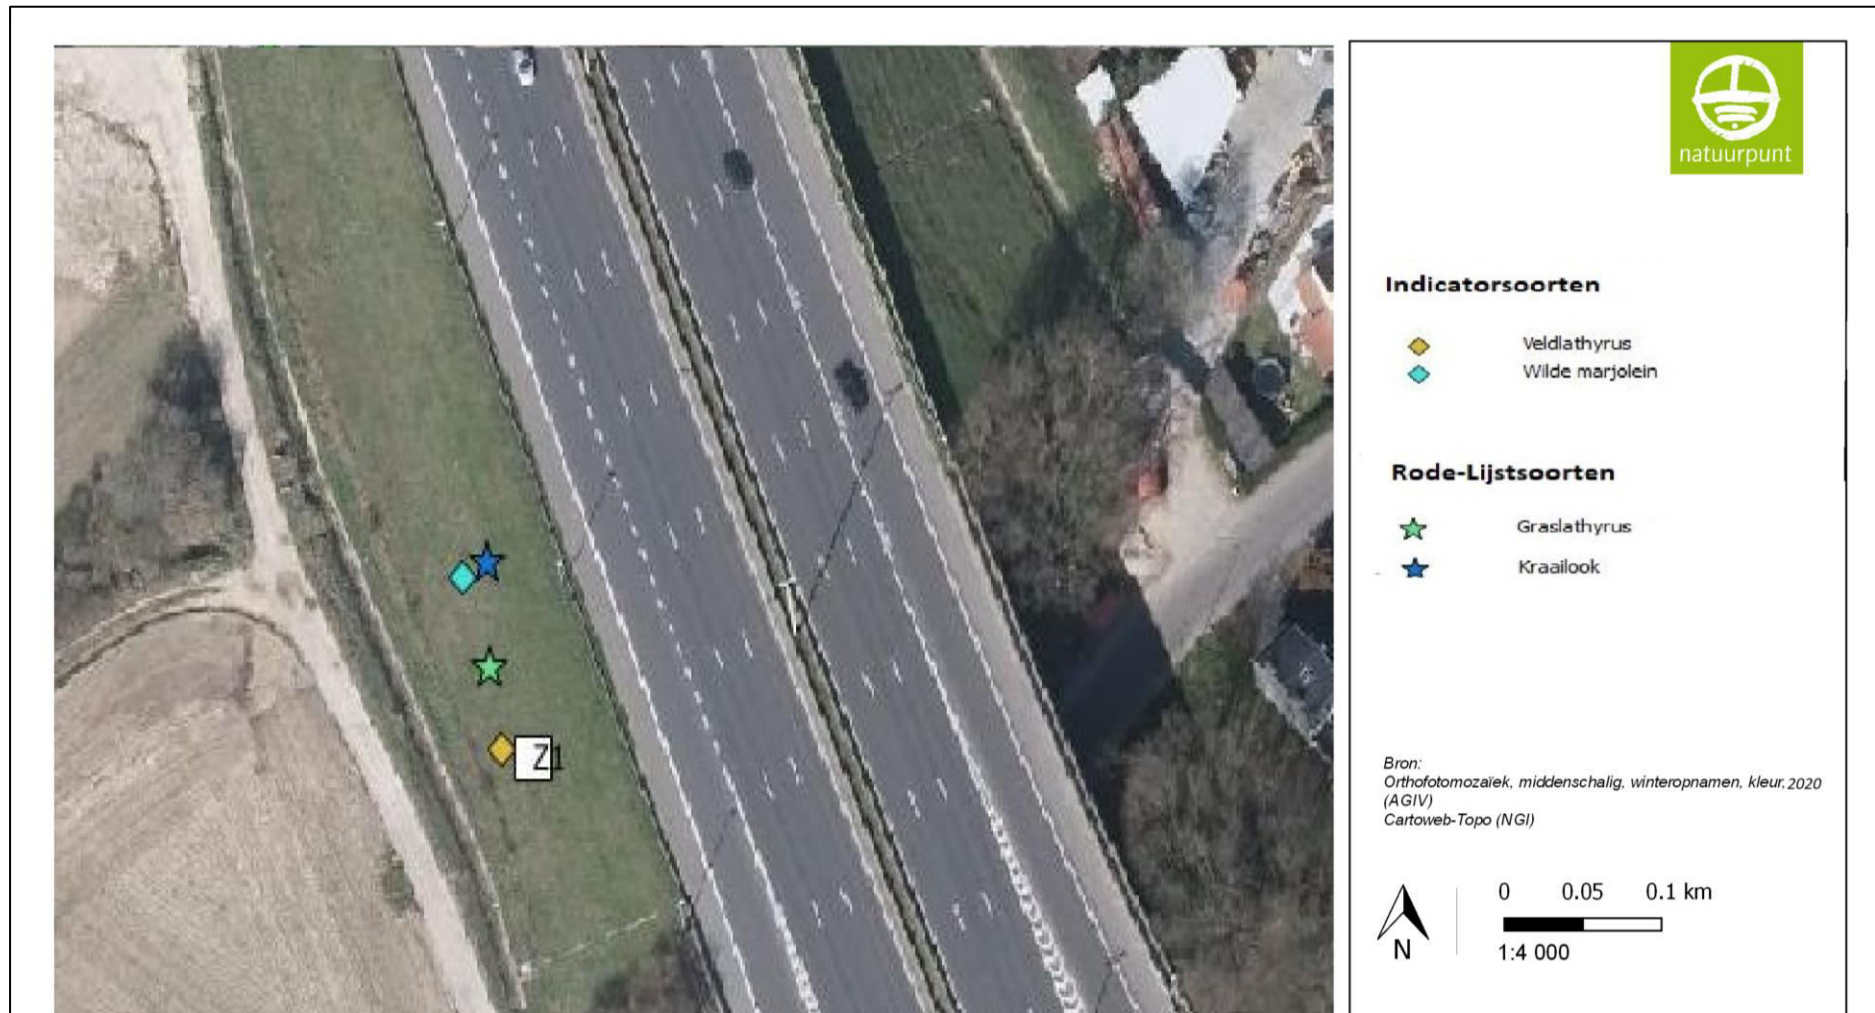 natuurpunt
Indicatorsoorten
Veldlathyrus
Wilde marjolein
Rode-Lijstsoorten
Graslathyrus
Kraailook
Z1
Bron:
Orthofotomozaïek, middenschalig, winteropnamen, kleur, 2020
(AGIV)
Cartoweb-Topo (NGI)
0 0.05 0.1 km
N
1:4 000